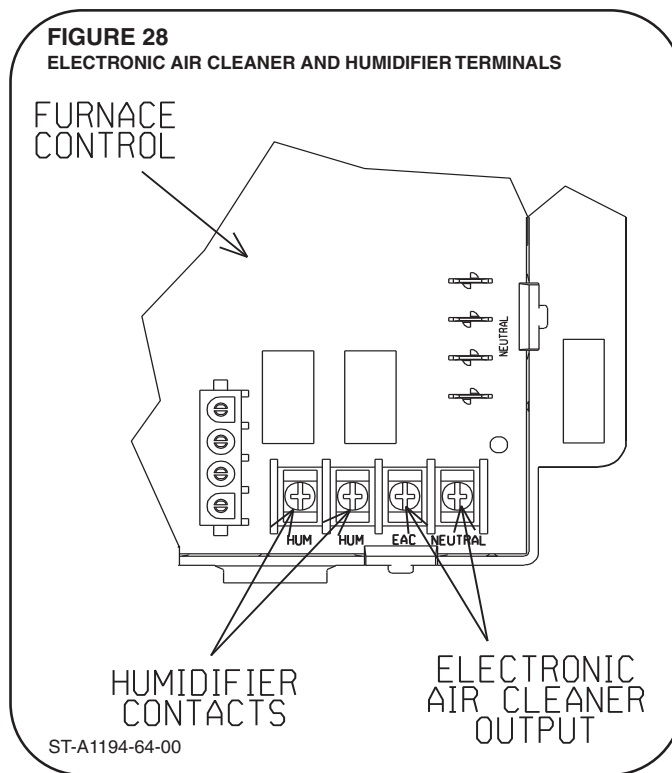 FIGURE 28
ELECTRONIC AIR CLEANER AND HUMIDIFIER TERMINALS
FURNACE
CONTROL
NEUTRAL
HUM HUM EAC NEUTRAL
HUMIDIFIER
CONTACTS
ELECTRONIC
AIR CLEANER
OUTPUT
ST-A1194-64-00